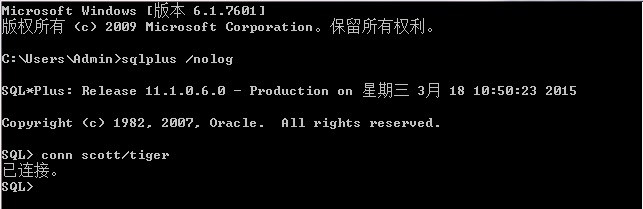 Microsoft Windows [版本 6.1.7601]
版权所有 (c) 2009 Microsoft Corporation。保留所有权利。
C:\Users\Admin>sqlplus /nolog
SQL*Plus: Release 11.1.0.6.0 - Production on 星期三 3月 18 10:50:23 2015
Copyright (c) 1982, 2007, Oracle.  All rights reserved.
SQL> conn scott/tiger
已连接。
SQL>